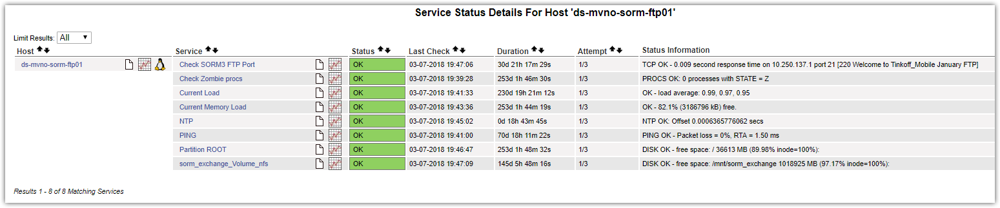 Service Status Details For Host 'ds-mvno-sorm-ftp01'
Limit Results: All
Host Service Status Last Check Duration Attempt Status Information
ds-mvno-sorm-ftp01 Check SORM3 FTP Port OK 03-07-2018 19:47:06 30d 21h 17m 29s 1/3 TCP OK - 0.009 second response time on 10.250.137.1 port 21 [220 Welcome to Tinkoff_Mobile January FTP]
Check Zombie procs OK 03-07-2018 19:39:28 253d 1h 46m 30s 1/3 PROCS OK: 0 processes with STATE = Z
Current Load OK 03-07-2018 19:41:33 230d 19h 21m 12s 1/3 OK - load average: 0.99, 0.97, 0.95
Current Memory Load OK 03-07-2018 19:43:36 253d 1h 44m 19s 1/3 OK - 82.1% (3186796 kB) free.
NTP OK 03-07-2018 19:45:02 0d 18h 43m 45s 1/3 NTP OK: Offset 0.0006365776062 secs
PING OK 03-07-2018 19:41:00 70d 18h 11m 22s 1/3 PING OK - Packet loss = 0%, RTA = 1.50 ms
Partition ROOT OK 03-07-2018 19:46:47 253d 1h 48m 32s 1/3 DISK OK - free space: / 36613 MB (89.98% inode=100%):
sorm_exchange_Volume_nfs OK 03-07-2018 19:47:09 145d 5h 48m 16s 1/3 DISK OK - free space: /mnt/sorm_exchange 1018925 MB (97.17% inode=100%):
Results 1 - 8 of 8 Matching Services